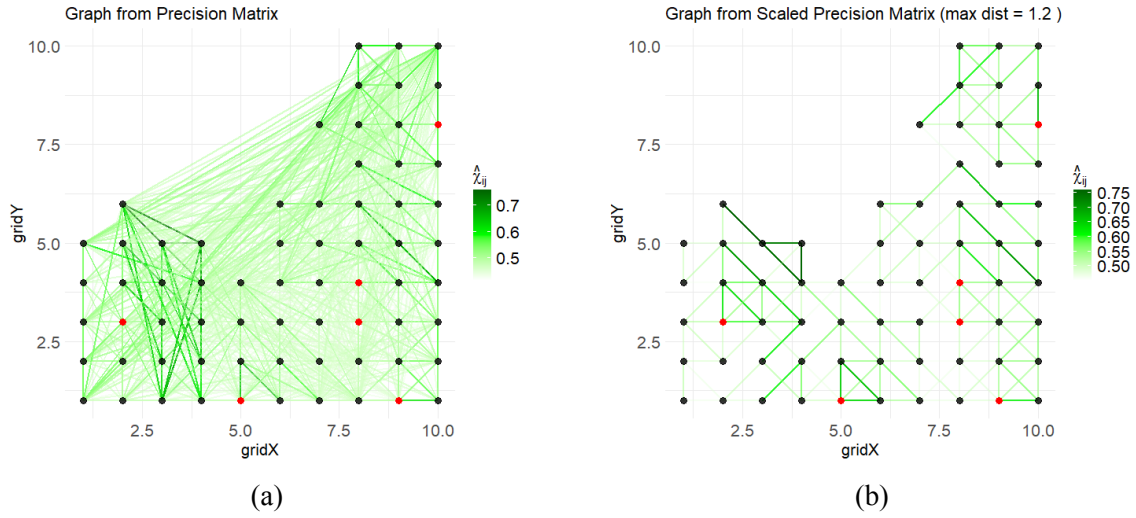 Graph from Precision Matrix
10.0
7.5
5.0
2.5
gridY
2.5
5.0
7.5
10.0
gridX
χ̂ij
0.7
0.6
0.5
(a)
Graph from Scaled Precision Matrix (max dist = 1.2 )
10.0
7.5
5.0
2.5
gridY
2.5
5.0
7.5
10.0
gridX
χ̂ij
0.75
0.70
0.65
0.60
0.55
0.50
(b)